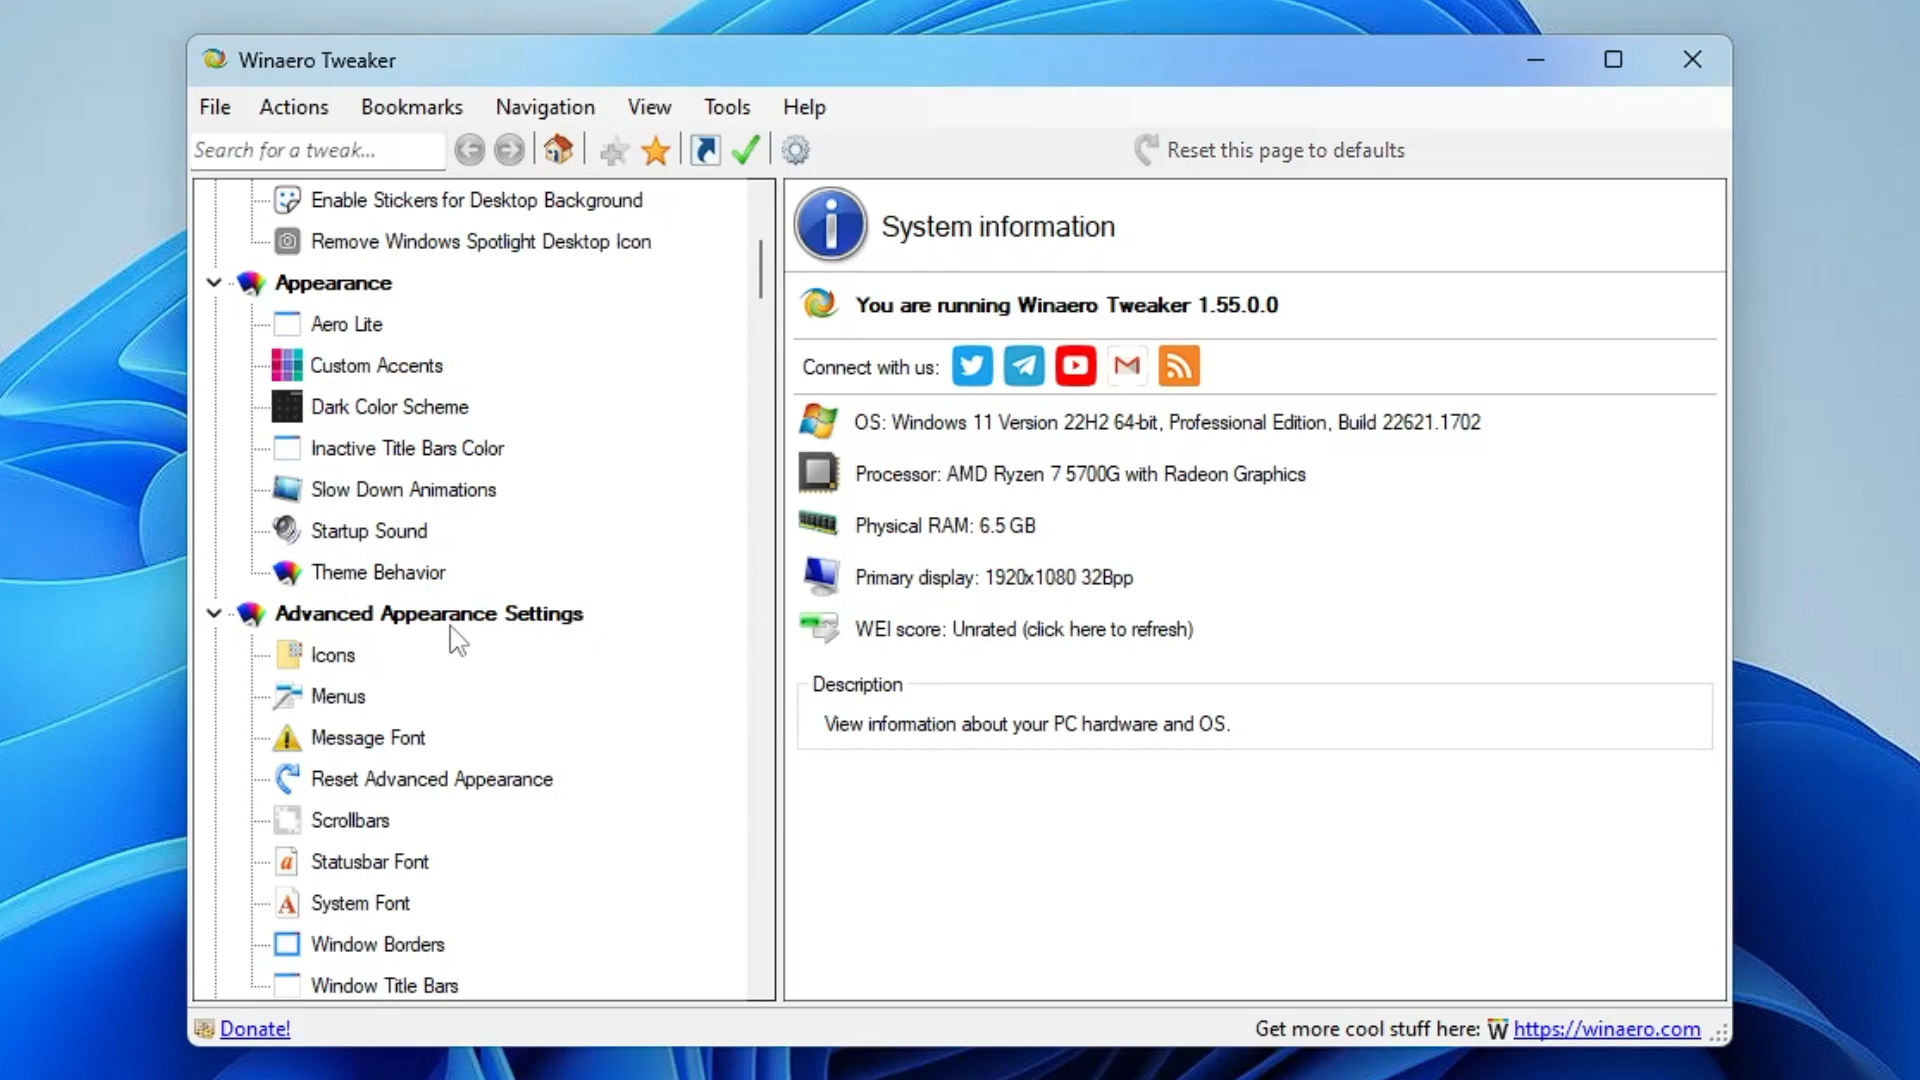 Winaero Tweaker
File Actions Bookmarks Navigation View Tools Help
Search for a tweak...
Reset this page to defaults
Enable Stickers for Desktop Background
Remove Windows Spotlight Desktop Icon
Appearance
Aero Lite
Custom Accents
Dark Color Scheme
Inactive Title Bars Color
Slow Down Animations
Startup Sound
Theme Behavior
Advanced Appearance Settings
Icons
Menus
Message Font
Reset Advanced Appearance
Scrollbars
Statusbar Font
System Font
Window Borders
Window Title Bars
System information
You are running Winaero Tweaker 1.55.0.0
Connect with us:
OS: Windows 11 Version 22H2 64-bit, Professional Edition, Build 22621.1702
Processor: AMD Ryzen 7 5700G with Radeon Graphics
Physical RAM: 6.5 GB
Primary display: 1920x1080 32Bpp
WEI score: Unrated (click here to refresh)
Description
View information about your PC hardware and OS.
Donate!
Get more cool stuff here: W https://winaero.com